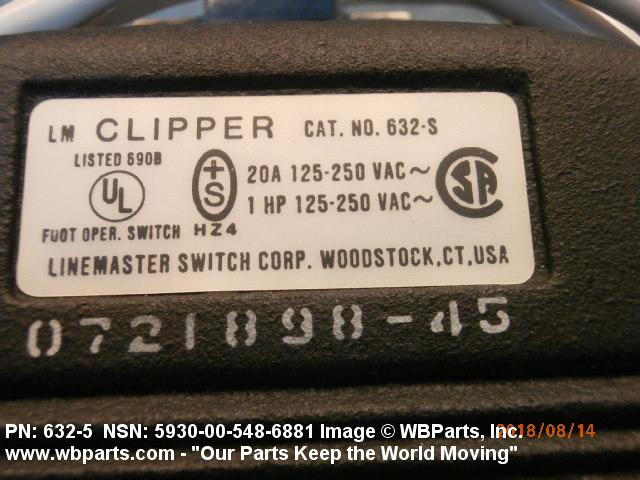 LM CLIPPER CAT. NO. 632-S
LISTED 690B
UL
+S
20A 125-250 VAC~
1 HP 125-250 VAC~
SA
FOOT OPER. SWITCH HZ4
LINEMASTER SWITCH CORP. WOODSTOCK, CT, USA
0721898-45
PN: 632-5 NSN: 5930-00-548-6881 Image © WBParts, Inc.
2018/08/14
www.wbparts.com - "Our Parts Keep the World Moving"